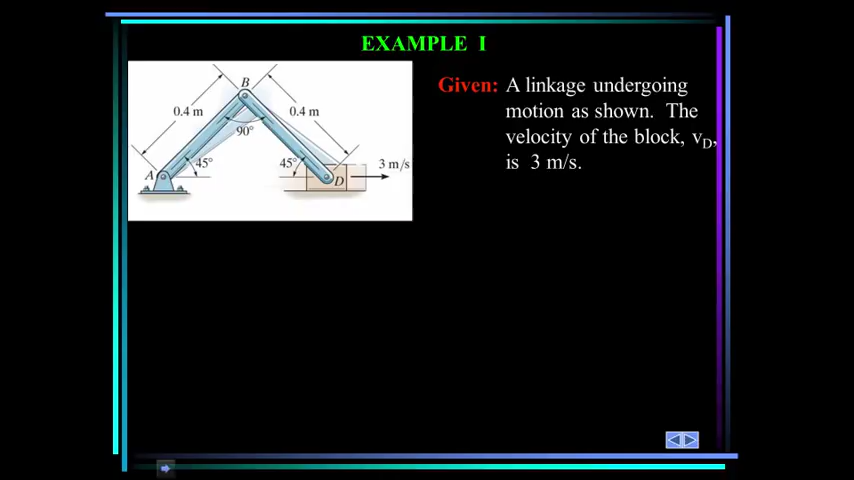 EXAMPLE I
Given: A linkage undergoing
motion as shown. The
velocity of the block, vD,
is 3 m/s.
B
0.4 m
0.4 m
90°
45°
45°
3 m/s
A
D